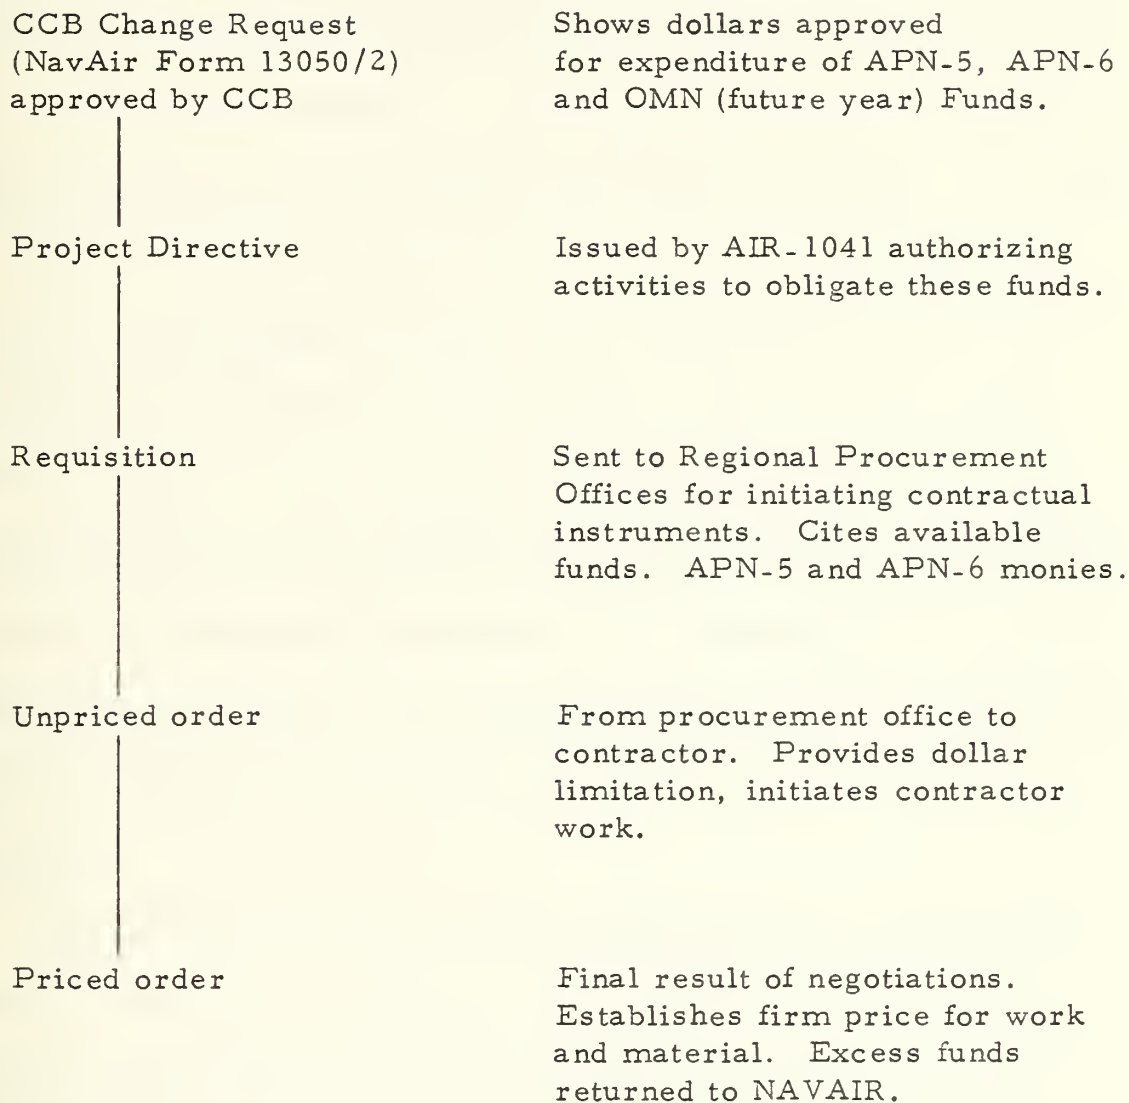 CCB Change Request
(NavAir Form 13050/2)
approved by CCB
Shows dollars approved
for expenditure of APN-5, APN-6
and OMN (future year) Funds.
Project Directive
Issued by AIR-1041 authorizing
activities to obligate these funds.
Requisition
Sent to Regional Procurement
Offices for initiating contractual
instruments. Cites available
funds. APN-5 and APN-6 monies.
Unpriced order
From procurement office to
contractor. Provides dollar
limitation, initiates contractor
work.
Priced order
Final result of negotiations.
Establishes firm price for work
and material. Excess funds
returned to NAVAIR.